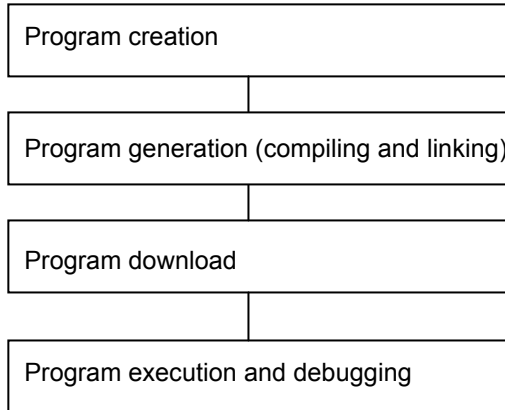 Program creation
Program generation (compiling and linking)
Program download
Program execution and debugging